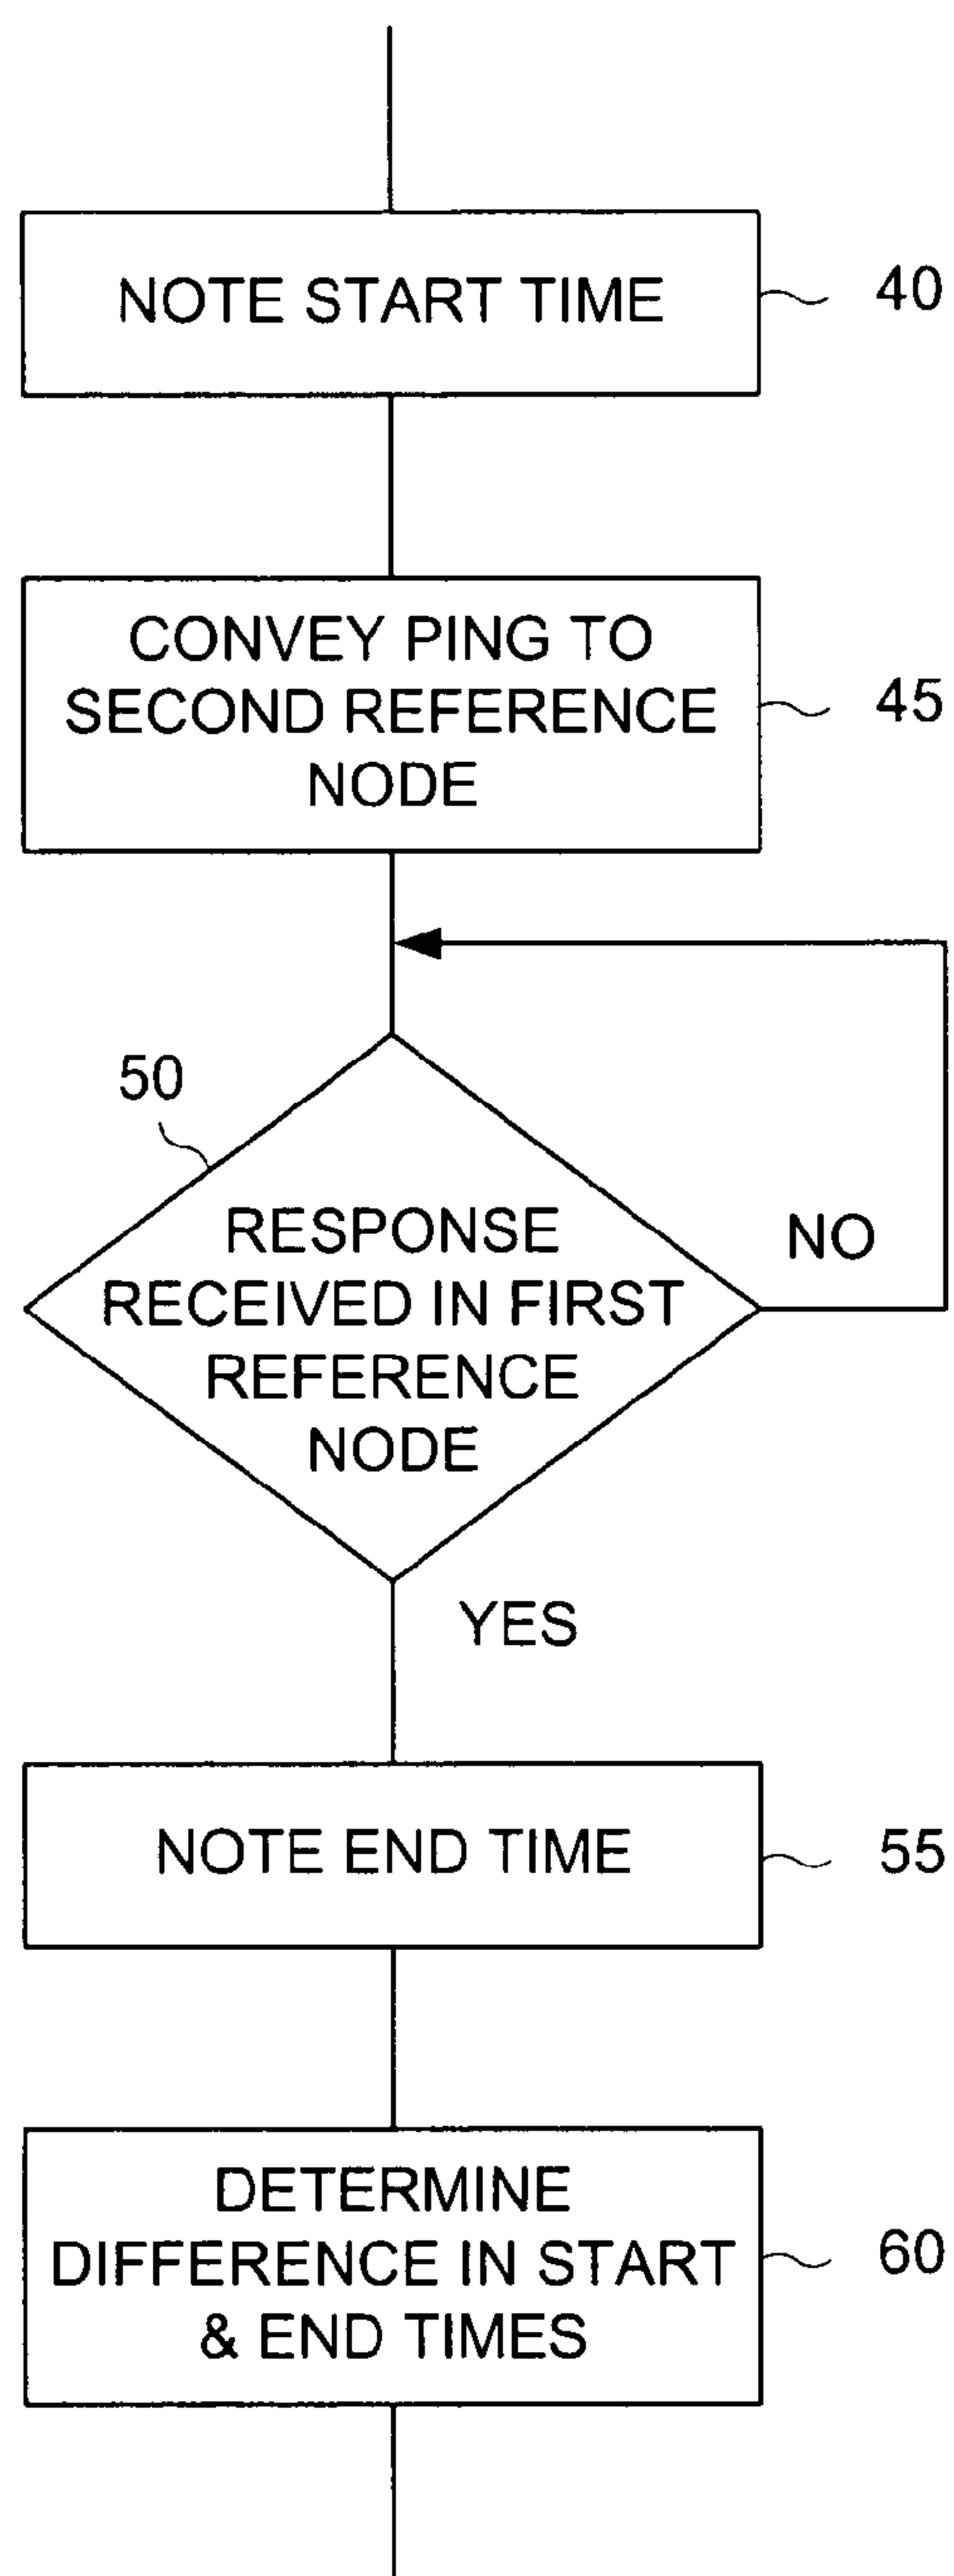 NOTE START TIME
40
CONVEY PING TO
SECOND REFERENCE
NODE
45
50
RESPONSE
RECEIVED IN FIRST
REFERENCE
NODE
NO
YES
NOTE END TIME
55
DETERMINE
DIFFERENCE IN START
& END TIMES
60